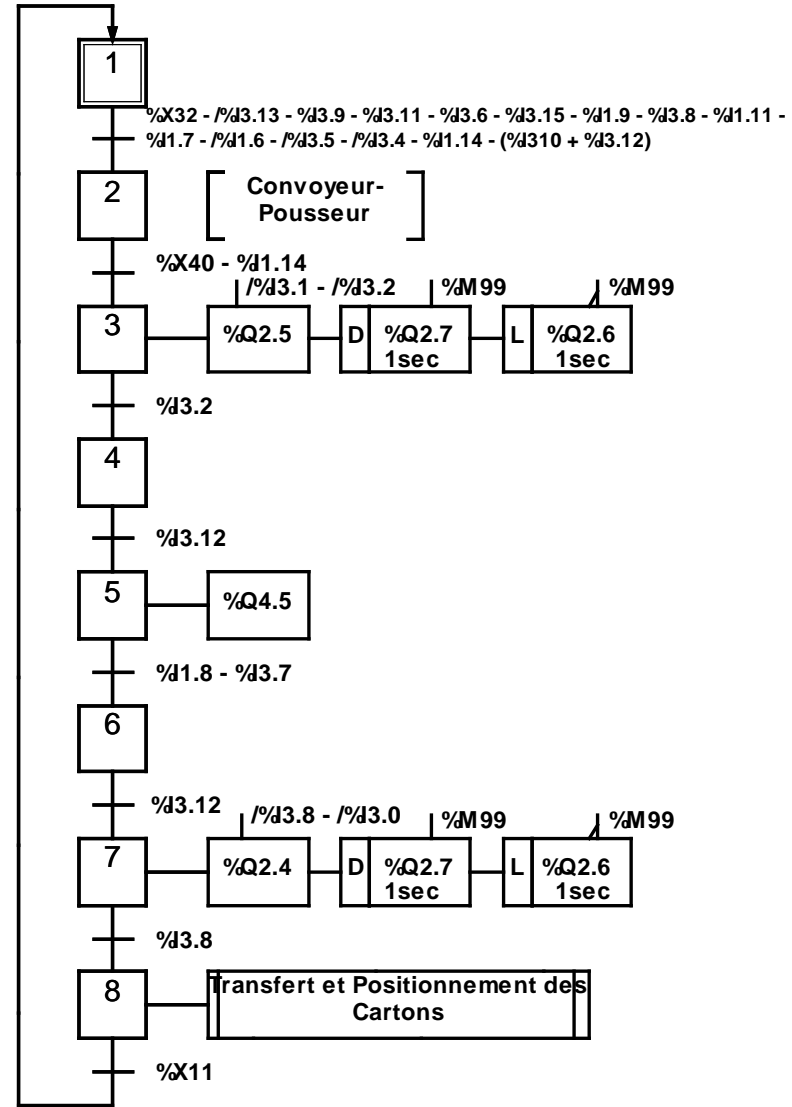 1
%X32 - /%I3.13 - %I3.9 - %I3.11 - %I3.6 - %I3.15 - %I1.9 - %I3.8 - %I1.11 -
%I1.7 - /%I1.6 - /%I3.5 - /%I3.4 - %I1.14 - (%I310 + %I3.12)
2
Convoyeur-
Pousseur
%X40 - %I1.14
/%I3.1 - /%I3.2 %M99 %M99
3 %Q2.5 D %Q2.7 L %Q2.6
1sec 1sec
%I3.2
4
%I3.12
5 %Q4.5
%I1.8 - %I3.7
6
%I3.12 /%I3.8 - /%I3.0 %M99 %M99
7 %Q2.4 D %Q2.7 L %Q2.6
1sec 1sec
%I3.8
8 Transfert et Positionnement des
Cartons
%X11